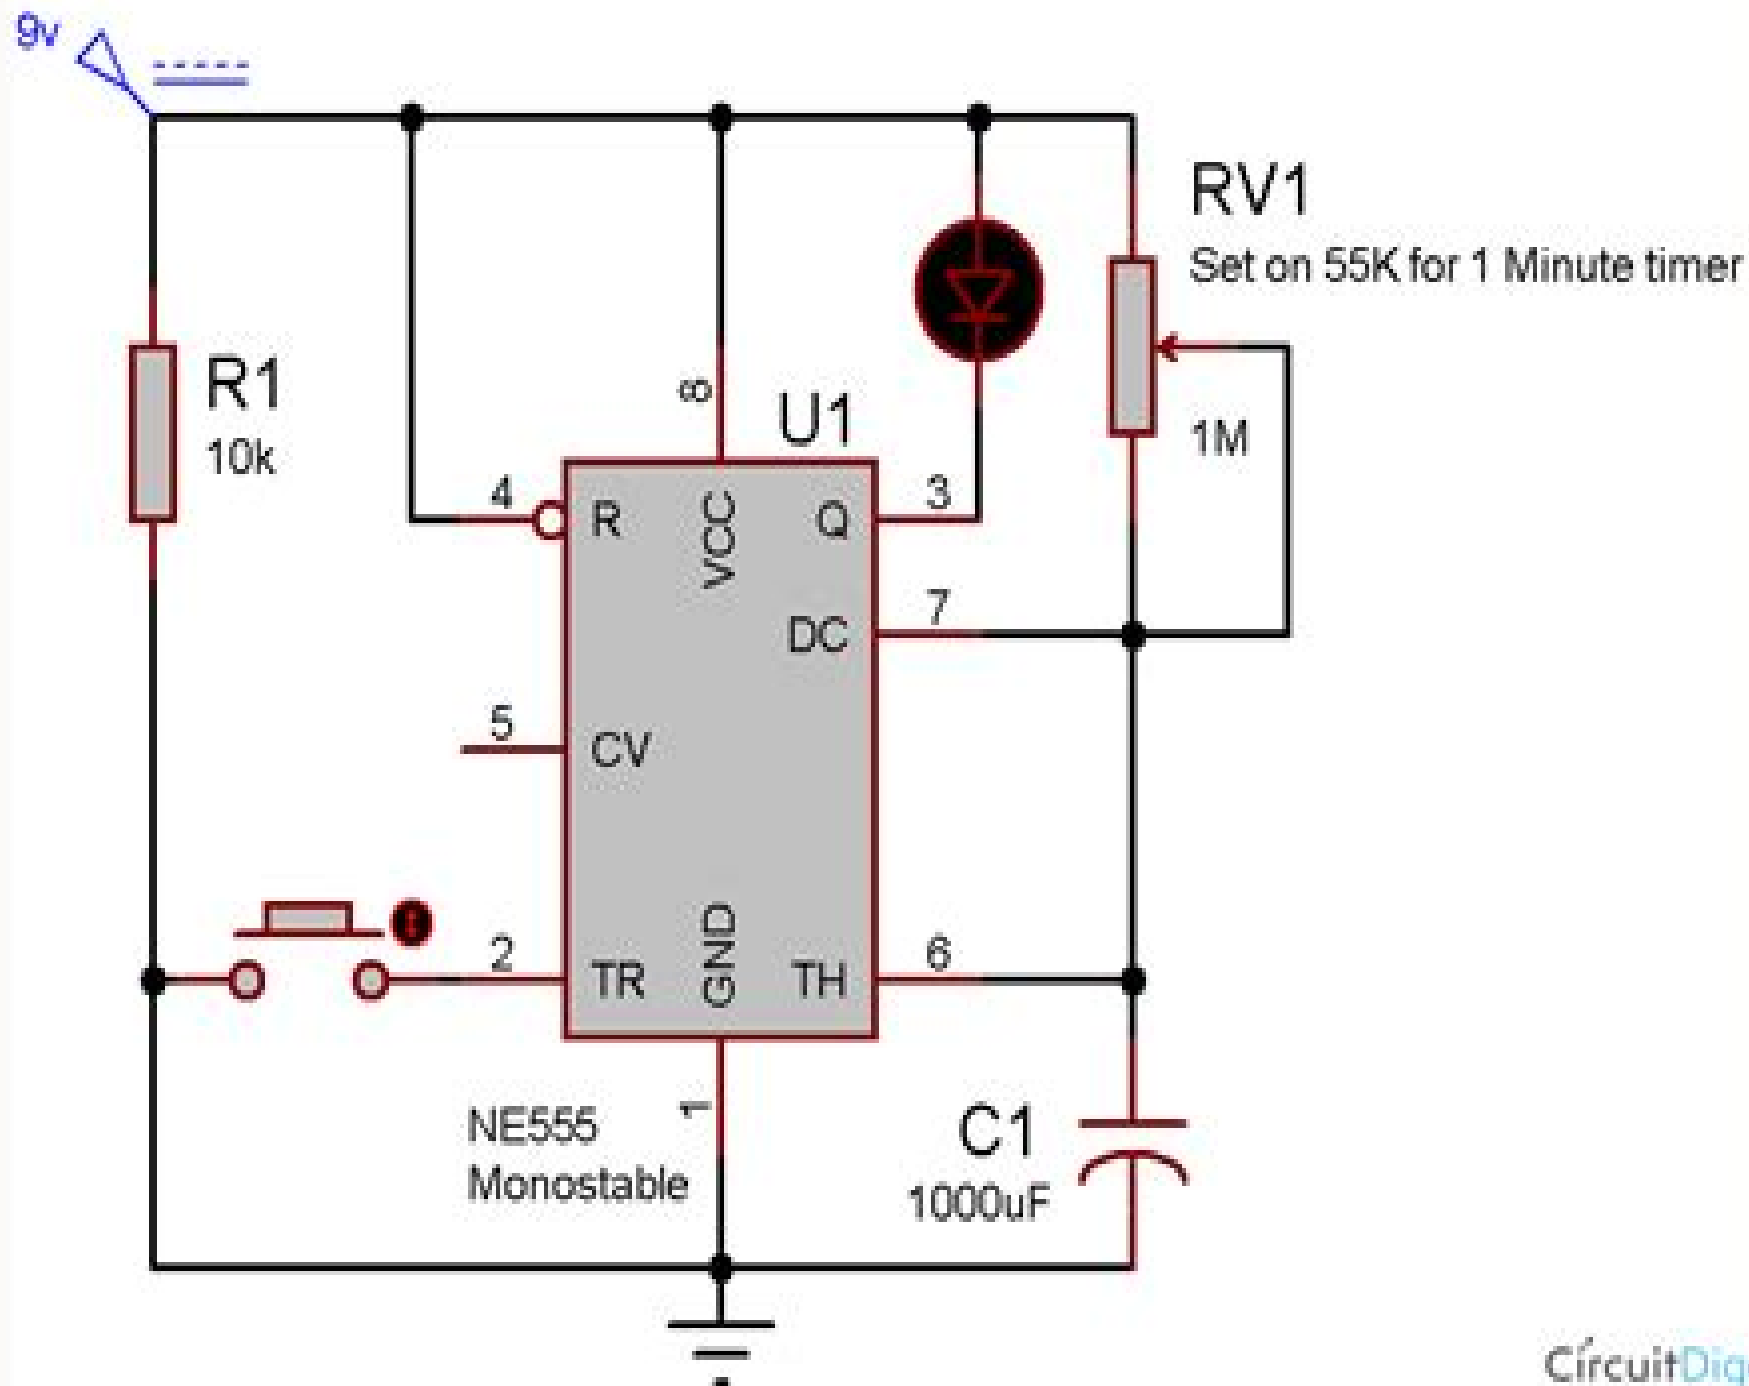 9v
RV1
Set on 55K for 1 Minute timer
1M
R1
10k
8
U1
4
R
VCC
Q
3
DC
7
5
CV
2
TR
GND
TH
6
1
NE555
Monostable
C1
1000uF
CircuitDig